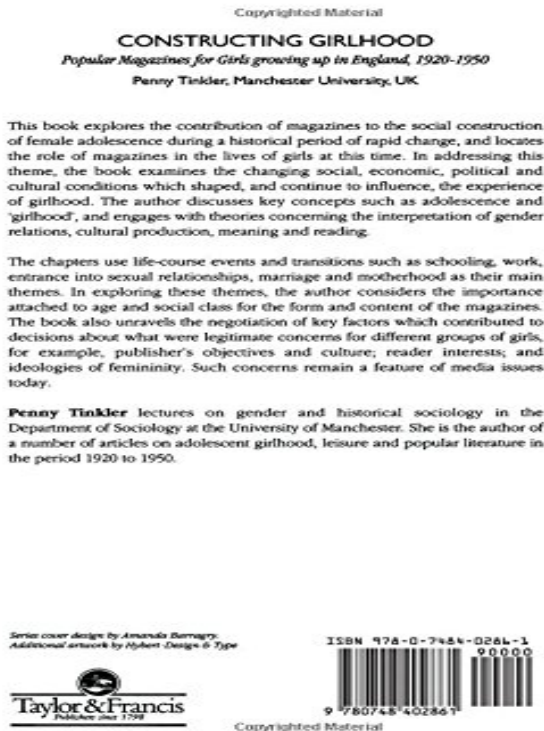 Copyrighted Material
CONSTRUCTING GIRLHOOD
Popular Magazines for Girls growing up in England, 1920-1950
Penny Tinkler, Manchester University, UK
This book explores the contribution of magazines to the social construction
of female adolescence during a historical period of rapid change, and locates
the role of magazines in the lives of girls at this time. In addressing this
theme, the book examines the changing social, economic, political and
cultural conditions which shaped, and continue to influence, the experience
of girlhood. The author discusses key concepts such as adolescence and
'girlhood', and engages with theories concerning the interpretation of gender
relations, cultural production, meaning and reading.
The chapters use life-course events and transitions such as schooling, work,
entrance into sexual relationships, marriage and motherhood as their main
themes. In exploring these themes, the author considers the importance
attached to age and social class for the form and content of the magazines.
The book also unravels the negotiation of key factors which contributed to
decisions about what were legitimate concerns for different groups of girls,
for example, publisher's objectives and culture; reader interests; and
ideologies of femininity. Such concerns remain a feature of media issues
today.
Penny Tinkler lectures on gender and historical sociology in the
Department of Sociology at the University of Manchester. She is the author of
a number of articles on adolescent girlhood, leisure and popular literature in
the period 1920 to 1950.
Series cover design by Amanda Barragry.
Additional artwork by Hybert Design & Type
Taylor & Francis
Publishers since 1798
ISBN 978-0-7484-0286-1
90000
9 780748 402861
Copyrighted Material